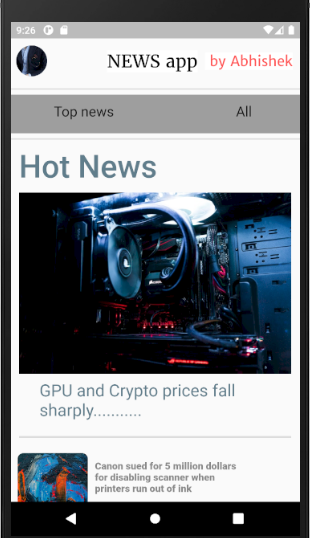 9:26
NEWS app by Abhishek
Top news All
Hot News
GPU and Crypto prices fall
sharply...........
Canon sued for 5 million dollars
for disabling scanner when
printers run out of ink